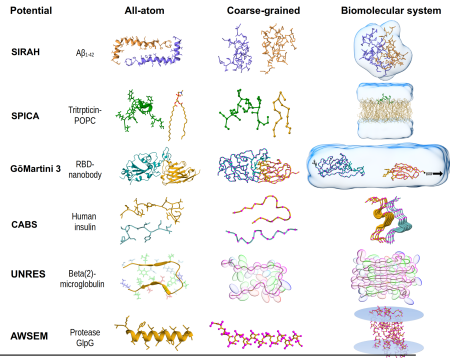 Potential All-atom Coarse-grained Biomolecular system
SIRAH Aβ1-42
SPICA Tritrpticin-
POPC
GōMartini 3 RBD-
nanobody
CABS Human
insulin
UNRES Beta(2)-
microglobulin
AWSEM Protease
GlpG